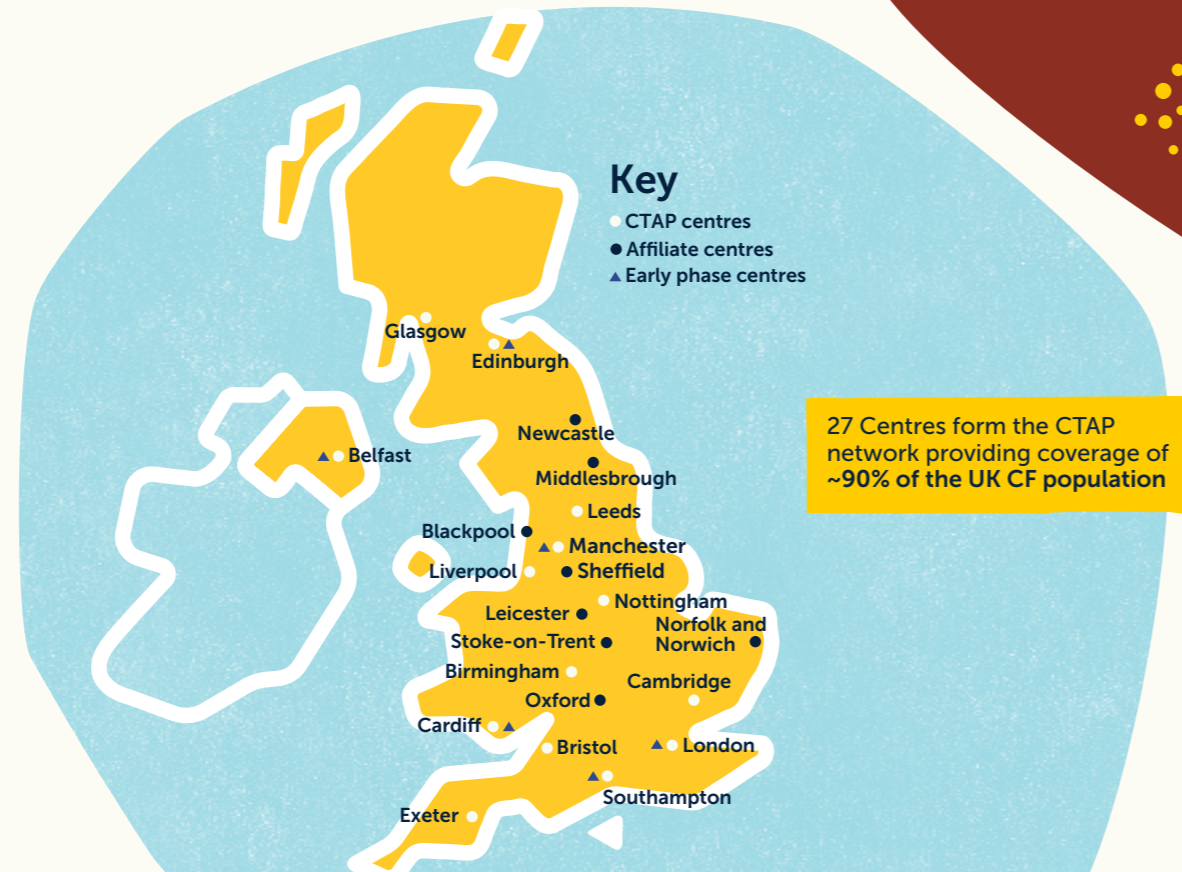 Key
CTAP centres
Affiliate centres
Early phase centres
Glasgow
Edinburgh
Newcastle
Belfast
Middlesbrough
27 Centres form the CTAP
network providing coverage of
~90% of the UK CF population
Leeds
Blackpool
Manchester
Liverpool
Sheffield
Nottingham
Leicester
Norfolk and
Norwich
Stoke-on-Trent
Birmingham
Cambridge
Oxford
Cardiff
Bristol
London
Southampton
Exeter